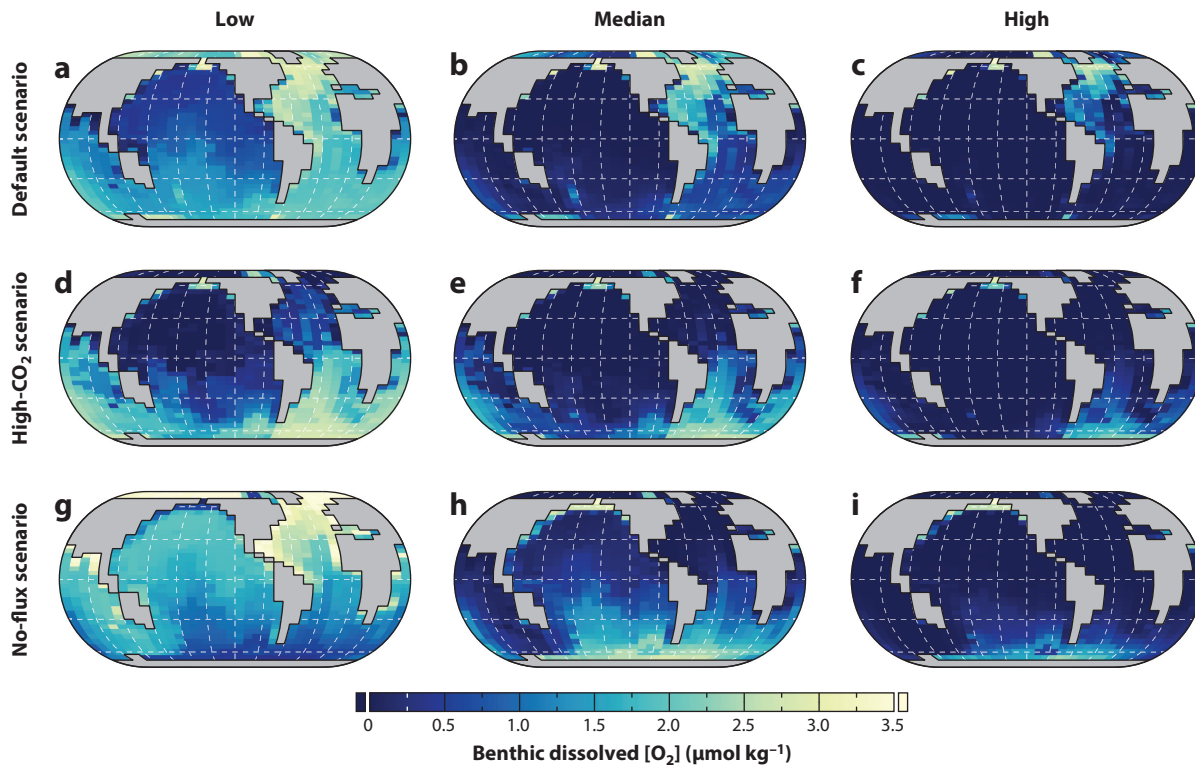 Low Median High
Default scenario
a b c
High-CO₂ scenario
d e f
No-flux scenario
g h i
0 0.5 1.0 1.5 2.0 2.5 3.0 3.5
Benthic dissolved [O₂] (μmol kg⁻¹)